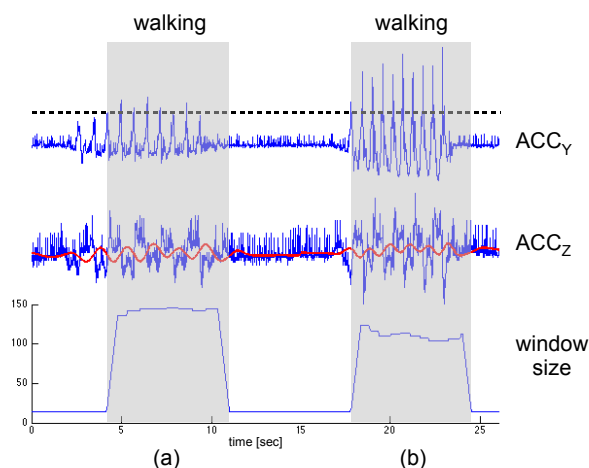 walking walking
ACC_Y
ACC_Z
150
100
50
0
window
size
0 5 10 15 20 25
time [sec]
(a) (b)